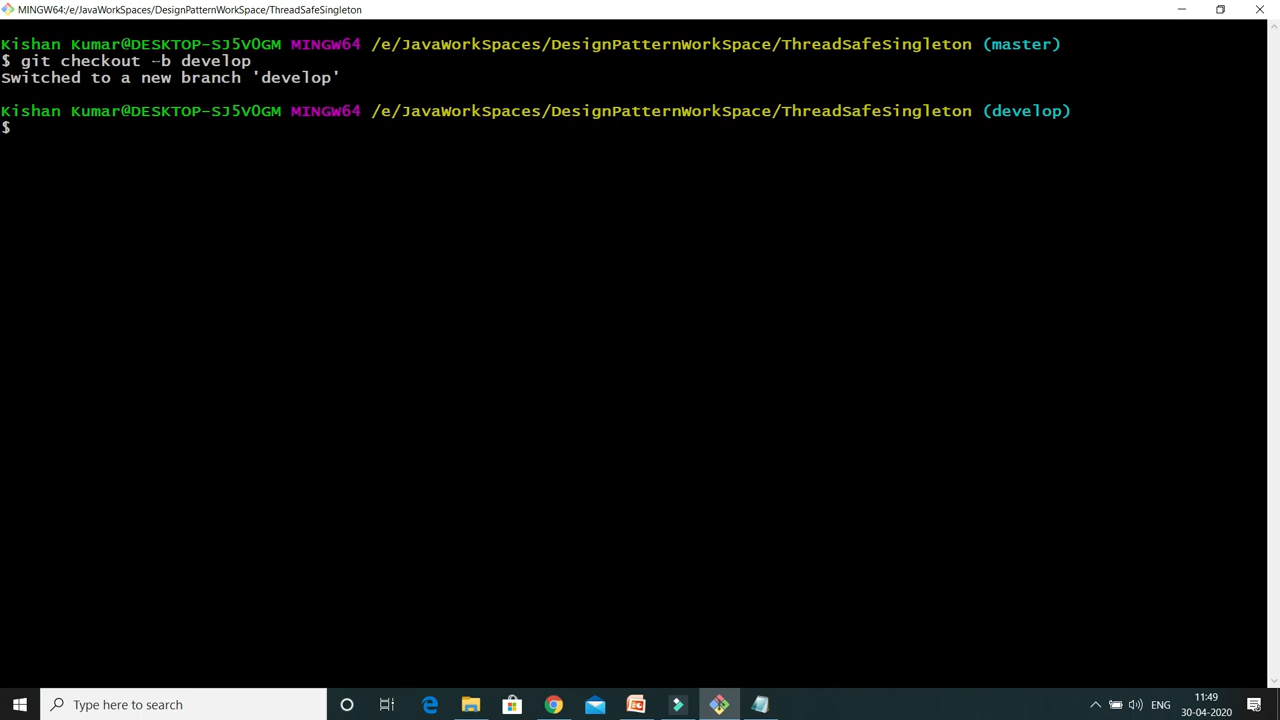 MINGW64:/e/JavaWorkSpaces/DesignPatternWorkSpace/ThreadSafeSingleton
Kishan Kumar@DESKTOP-SJ5V0GM MINGW64 /e/JavaWorkSpaces/DesignPatternWorkSpace/ThreadSafeSingleton (master)
$ git checkout -b develop
Switched to a new branch 'develop'
Kishan Kumar@DESKTOP-SJ5V0GM MINGW64 /e/JavaWorkSpaces/DesignPatternWorkSpace/ThreadSafeSingleton (develop)
$
Type here to search
ENG
11:49
30-04-2020